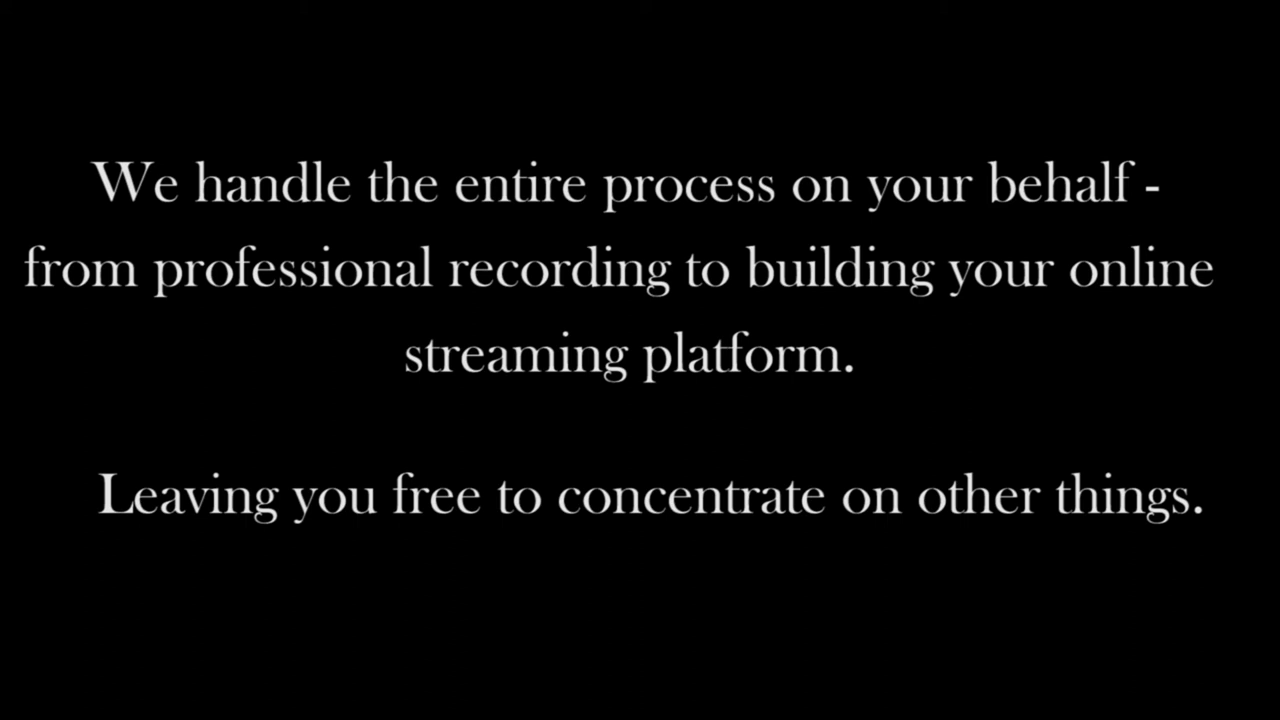 We handle the entire process on your behalf -
from professional recording to building your online
streaming platform.
Leaving you free to concentrate on other things.